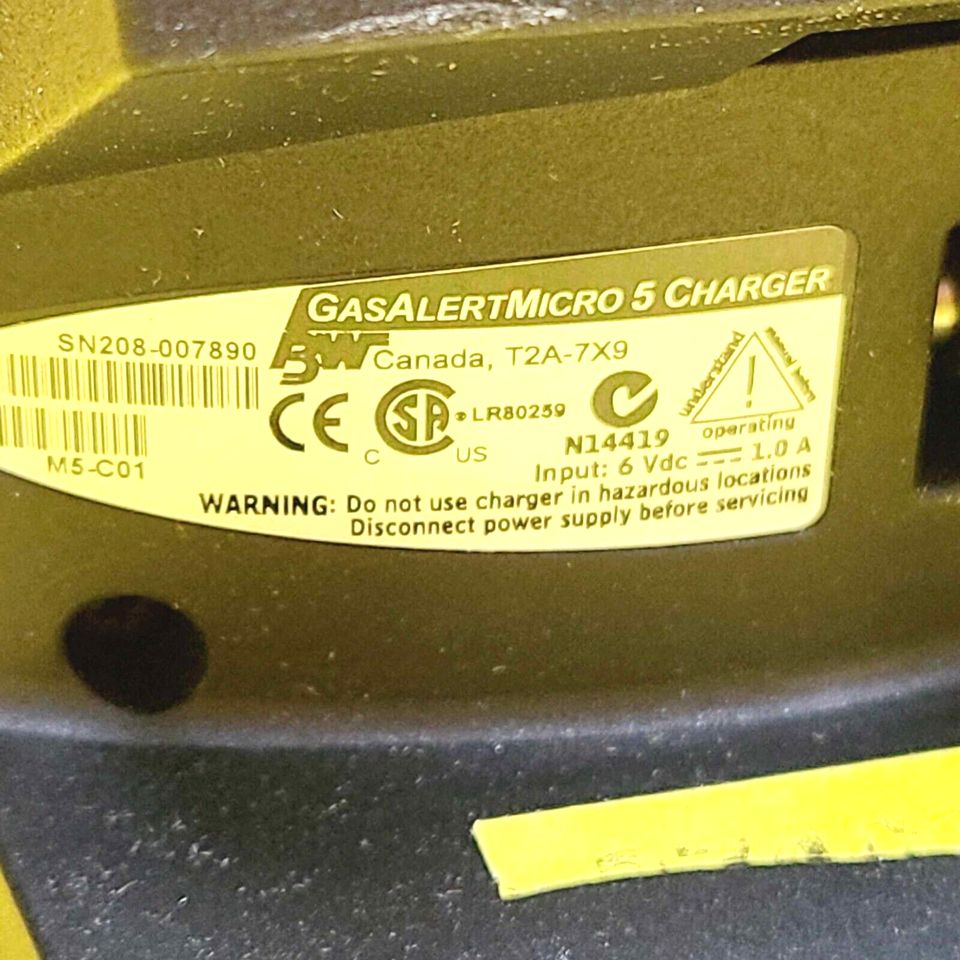 GASALERTMICRO 5 CHARGER
SN208-007890
BW Canada, T2A-7X9
CE C SA US LR80259
N14419
M5-C01
understand manual before operating
Input: 6 Vdc 1.0 A
WARNING: Do not use charger in hazardous locations
Disconnect power supply before servicing